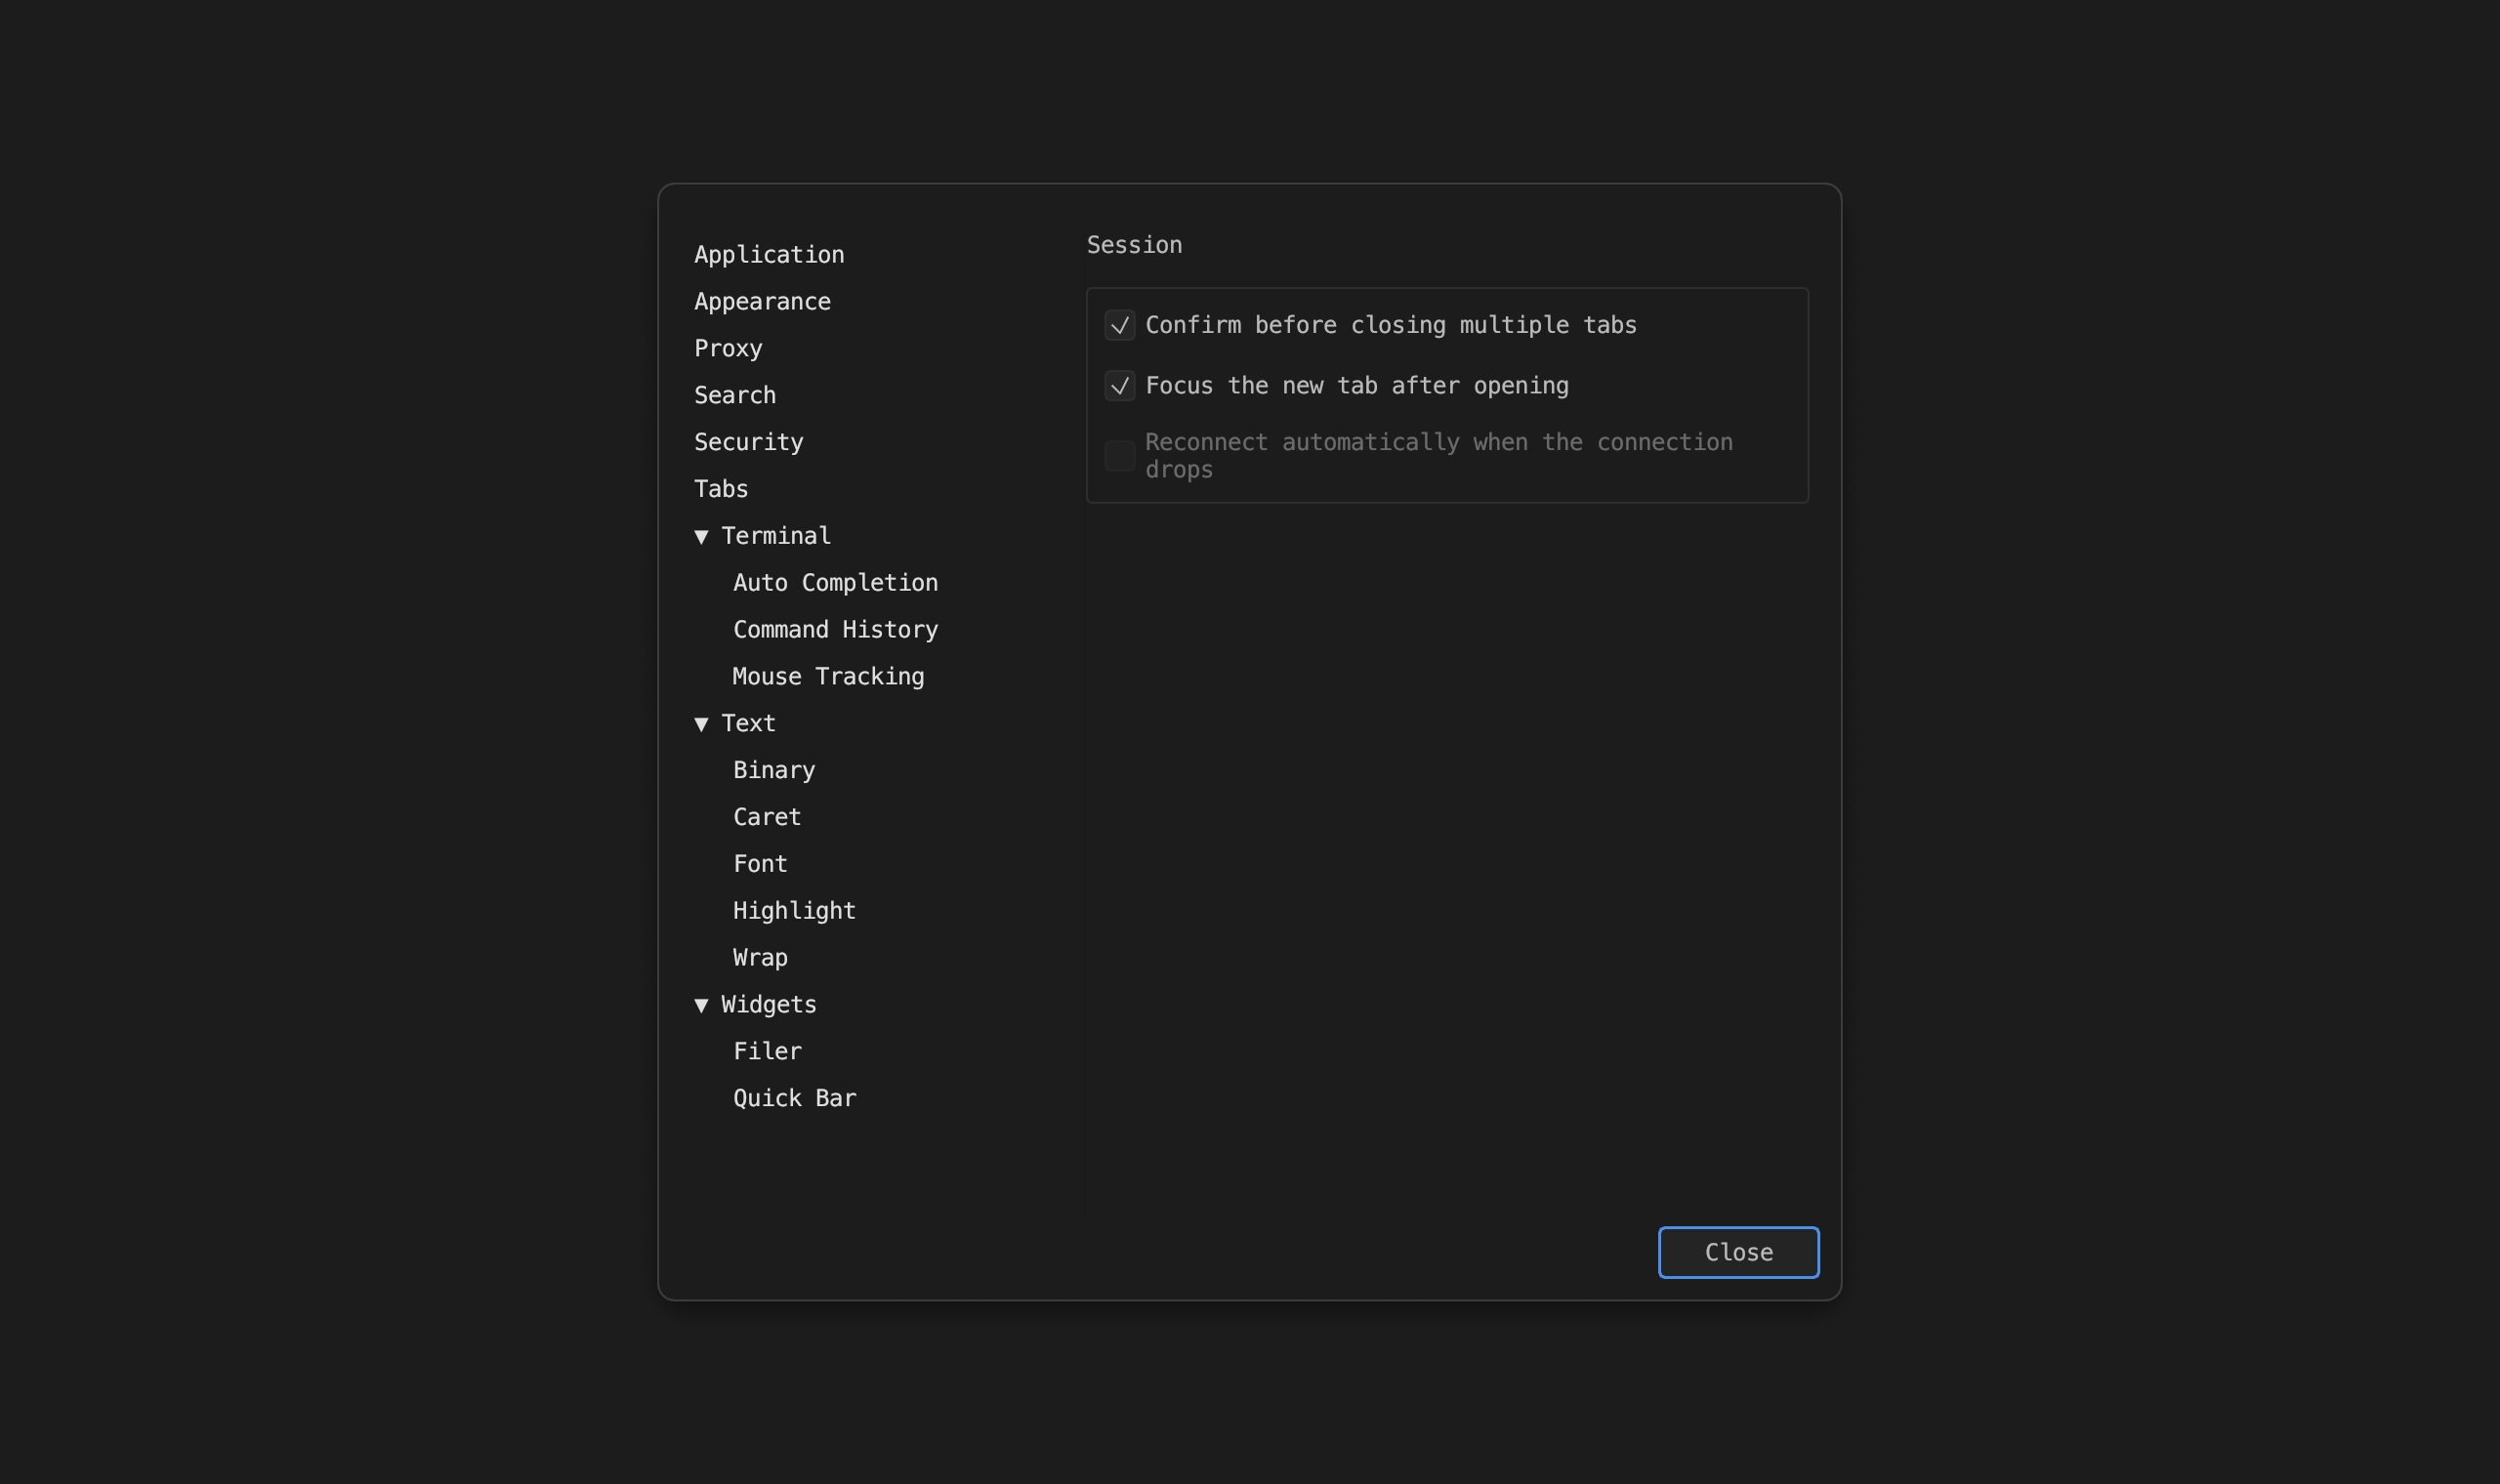 Application
Appearance
Proxy
Search
Security
Tabs
▼ Terminal
Auto Completion
Command History
Mouse Tracking
▼ Text
Binary
Caret
Font
Highlight
Wrap
▼ Widgets
Filer
Quick Bar
Session
Confirm before closing multiple tabs
Focus the new tab after opening
Reconnect automatically when the connection
drops
Close